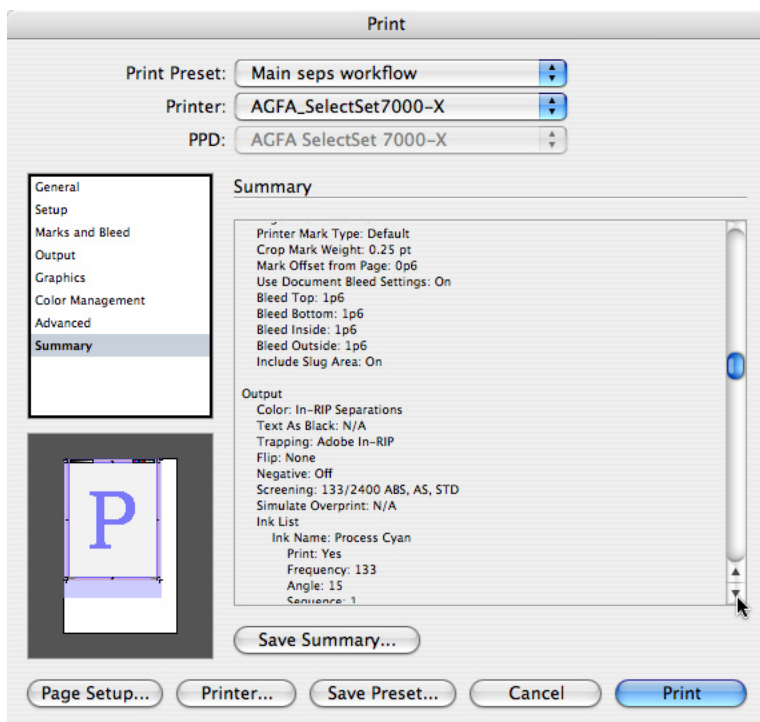 Print
Print Preset: Main seps workflow
Printer: AGFA_SelectSet7000-X
PPD: AGFA SelectSet 7000-X
General
Setup
Marks and Bleed
Output
Graphics
Color Management
Advanced
Summary
Summary
Printer Mark Type: Default
Crop Mark Weight: 0.25 pt
Mark Offset from Page: 0p6
Use Document Bleed Settings: On
Bleed Top: 1p6
Bleed Bottom: 1p6
Bleed Inside: 1p6
Bleed Outside: 1p6
Include Slug Area: On
Output
Color: In-RIP Separations
Text As Black: N/A
Trapping: Adobe In-RIP
Flip: None
Negative: Off
Screening: 133/2400 ABS, AS, STD
Simulate Overprint: N/A
Ink List
Ink Name: Process Cyan
Print: Yes
Frequency: 133
Angle: 15
Sequence: 1
P
Save Summary...
Page Setup... Printer... Save Preset... Cancel Print